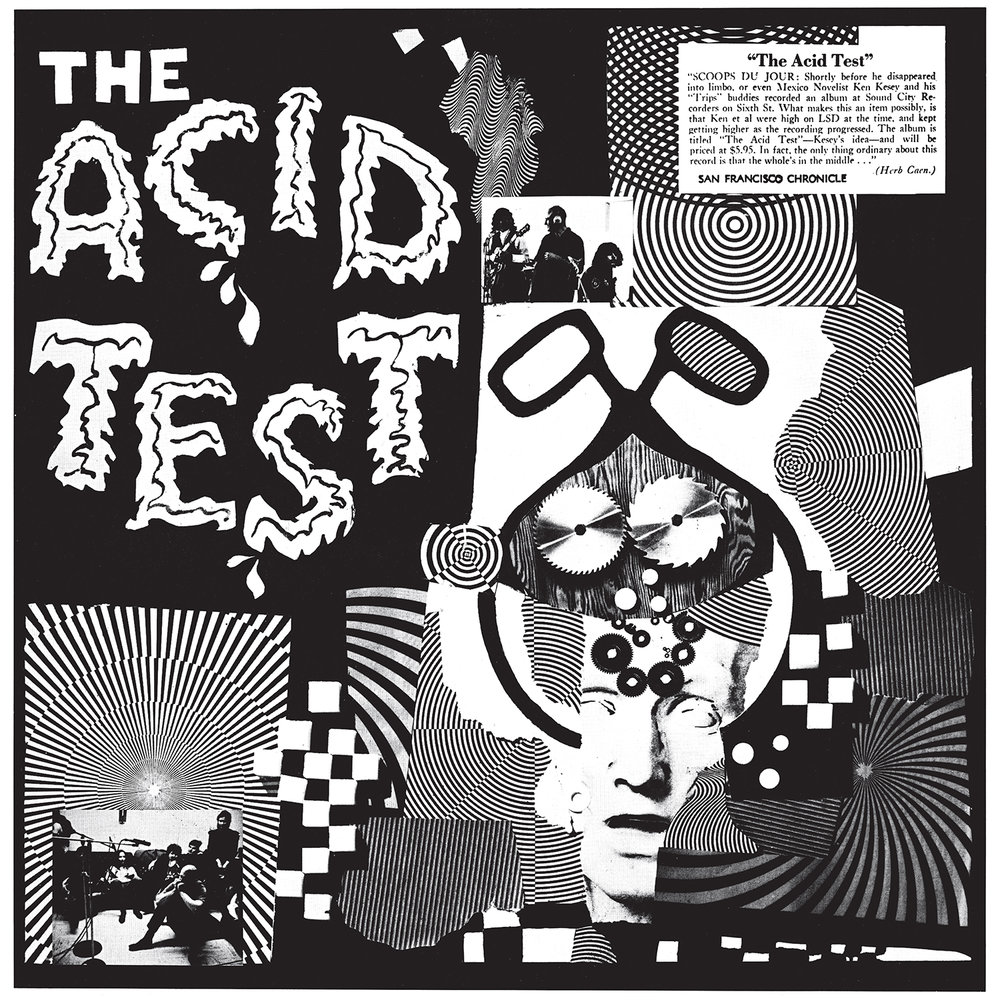 THE
ACID
TEST
"The Acid Test"
"SCOOPS DU JOUR: Shortly before he disappeared
into limbo, or even Mexico Novelist Ken Kesey and his
"Trips" buddies recorded an album at Sound City Re-
corders on Sixth St. What makes this an item possibly, is
that Ken et al were high on LSD at the time, and kept
getting higher as the recording progressed. The album is
titled "The Acid Test"—Kesey's idea—and will be
priced at $5.95. In fact, the only thing ordinary about this
record is that the whole's in the middle . . ."
(Herb Caen.)
SAN FRANCISCO CHRONICLE